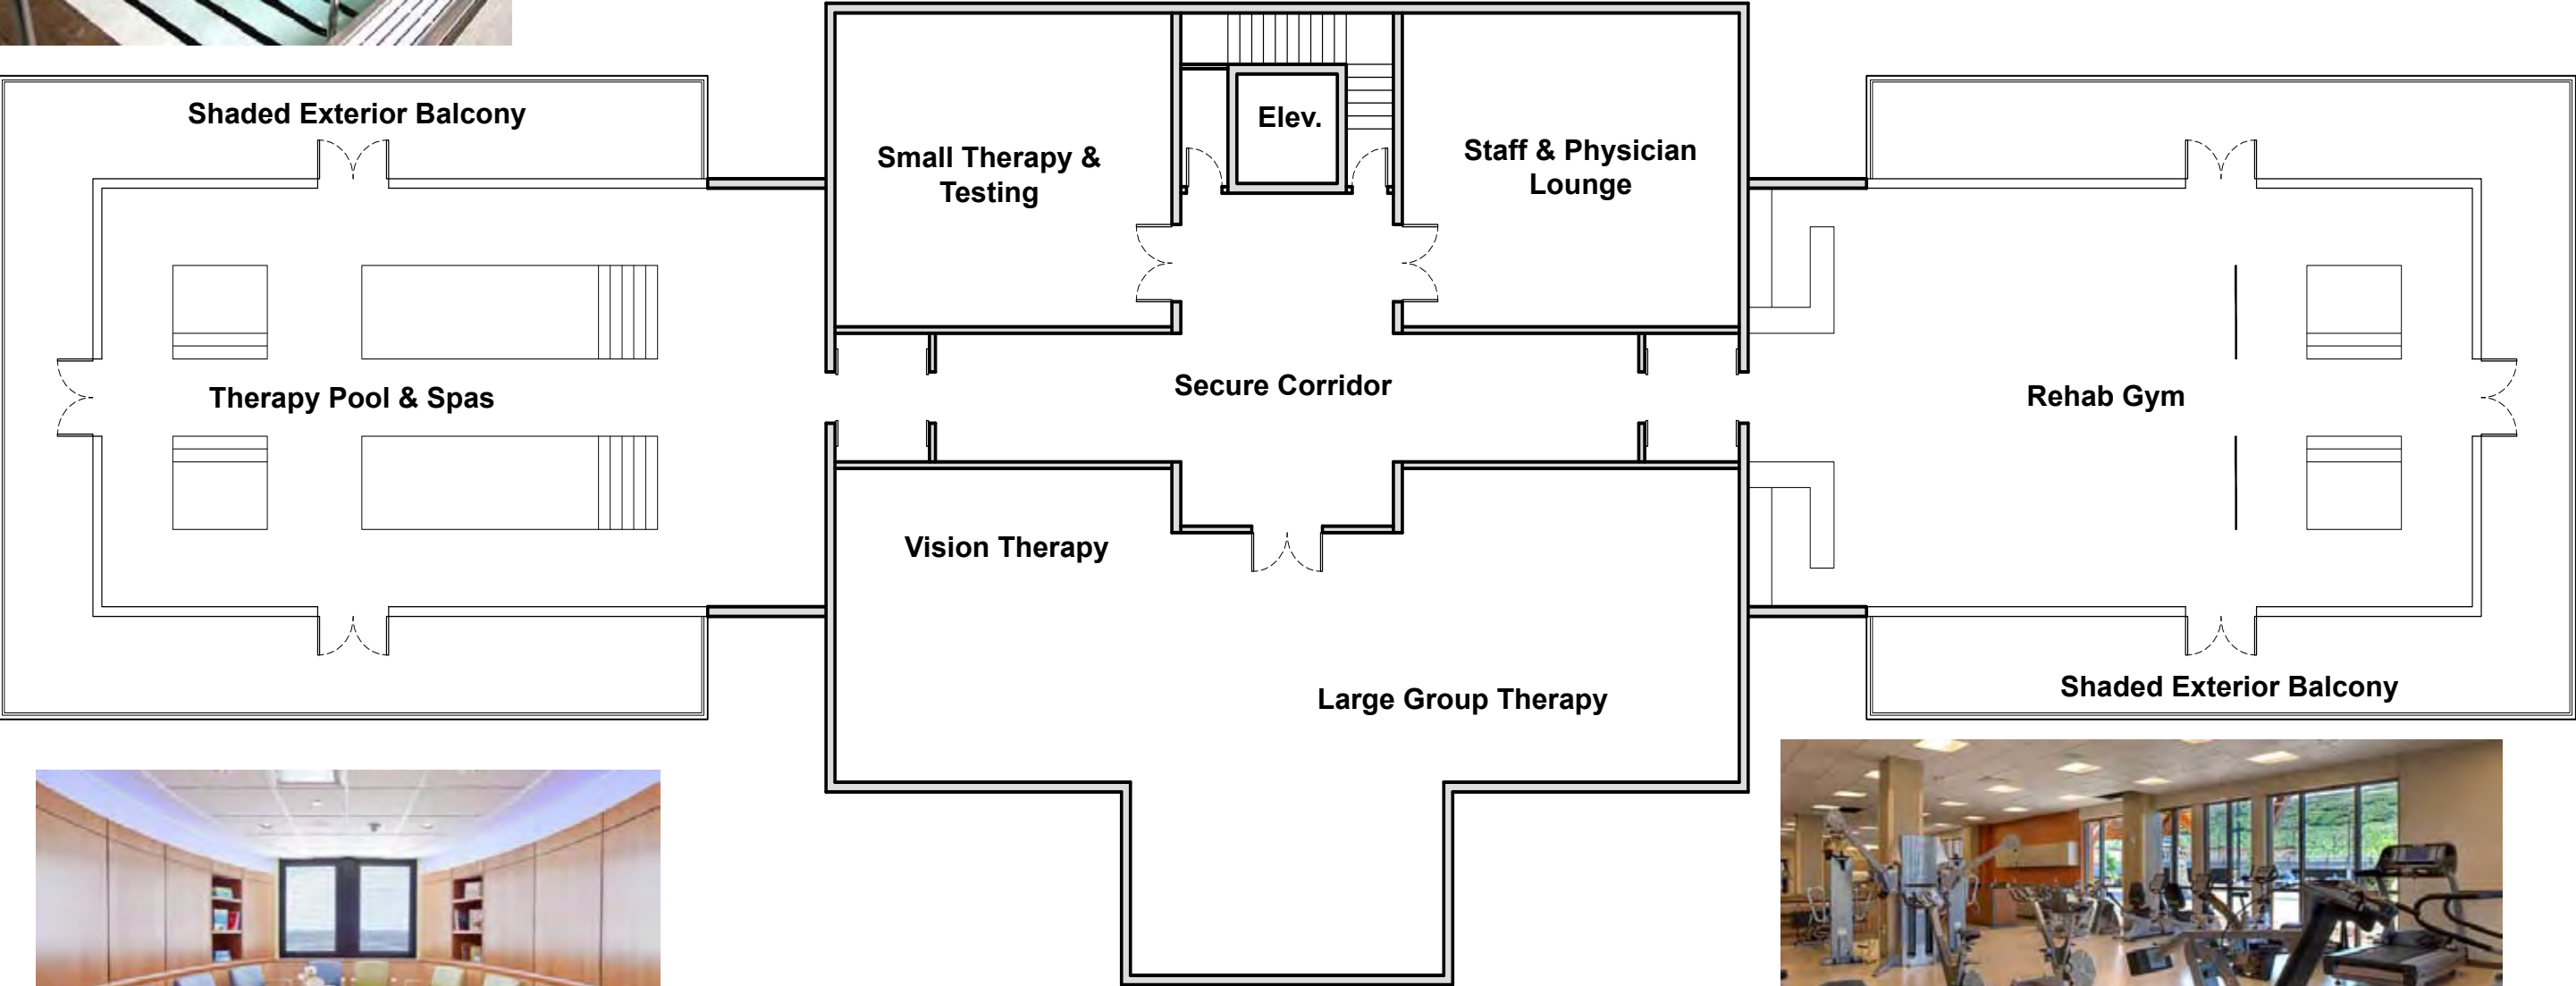 Shaded Exterior Balcony
Elev.
Small Therapy &
Testing
Staff & Physician
Lounge
Therapy Pool & Spas
Secure Corridor
Rehab Gym
Vision Therapy
Large Group Therapy
Shaded Exterior Balcony